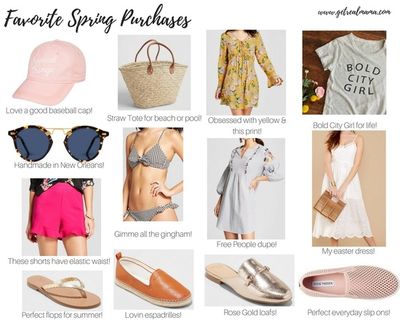 Favorite Spring Purchases
www.getrealmama.com
Love a good baseball cap!
Straw Tote for beach or pool!
Obsessed with yellow &
this print!
BOLD
CITY
GIRL
Bold City Girl for life!
Handmade in New Orleans!
Gimme all the gingham!
Free People dupe!
My easter dress!
These shorts have elastic waist!
Perfect flops for summer!
Lovin espadrilles!
Rose Gold loafs!
Perfect everyday slip ons!